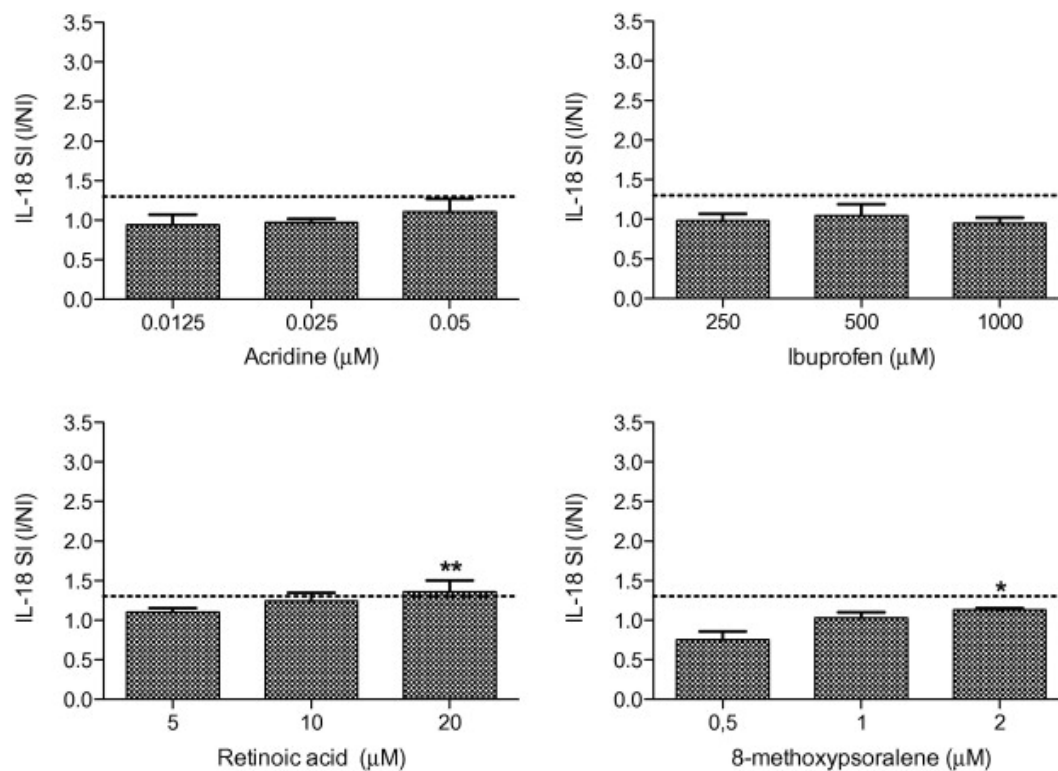 IL-18 SI (I/NI)
3.5
3.0
2.5
2.0
1.5
1.0
0.5
0.0
0.0125 0.025 0.05
Acridine (μM)
IL-18 SI (I/NI)
3.5
3.0
2.5
2.0
1.5
1.0
0.5
0.0
250 500 1000
Ibuprofen (μM)
IL-18 SI (I/NI)
3.5
3.0
2.5
2.0
1.5
1.0
0.5
0.0
**
5 10 20
Retinoic acid (μM)
IL-18 SI (I/NI)
3.5
3.0
2.5
2.0
1.5
1.0
0.5
0.0
*
0,5 1 2
8-methoxypsoralene (μM)